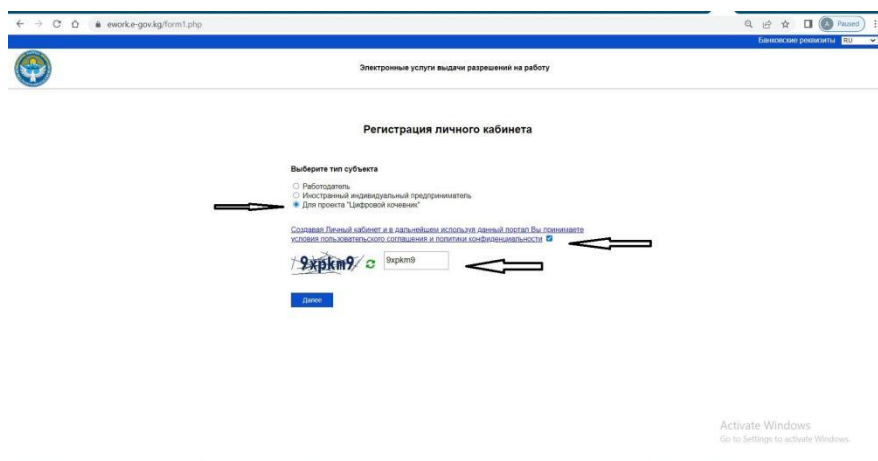 ework.e-gov.kg/form1.php
Paused
Банковские реквизиты RU
Электронные услуги выдачи разрешений на работу
Регистрация личного кабинета
Выберите тип субъекта
Работодатель
Иностранный индивидуальный предприниматель
Для проекта "Цифровой кочевник"
Создавая Личный кабинет и в дальнейшем используя данный портал Вы принимаете
условия пользовательского соглашения и политики конфиденциальности
9xpkm9 9xpkm9
Далее
Activate Windows
Go to Settings to activate Windows.